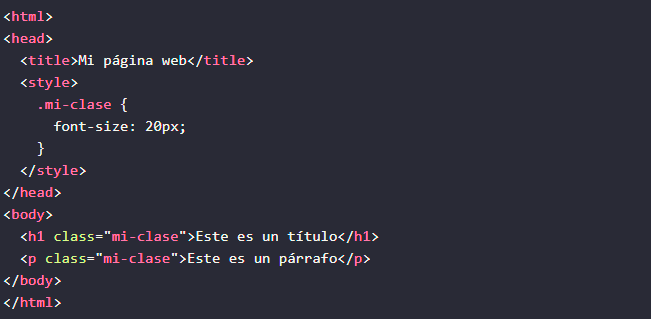 <html>
<head>
  <title>Mi página web</title>
  <style>
    .mi-clase {
      font-size: 20px;
    }
  </style>
</head>
<body>
  <h1 class="mi-clase">Este es un título</h1>
  <p class="mi-clase">Este es un párrafo</p>
</body>
</html>